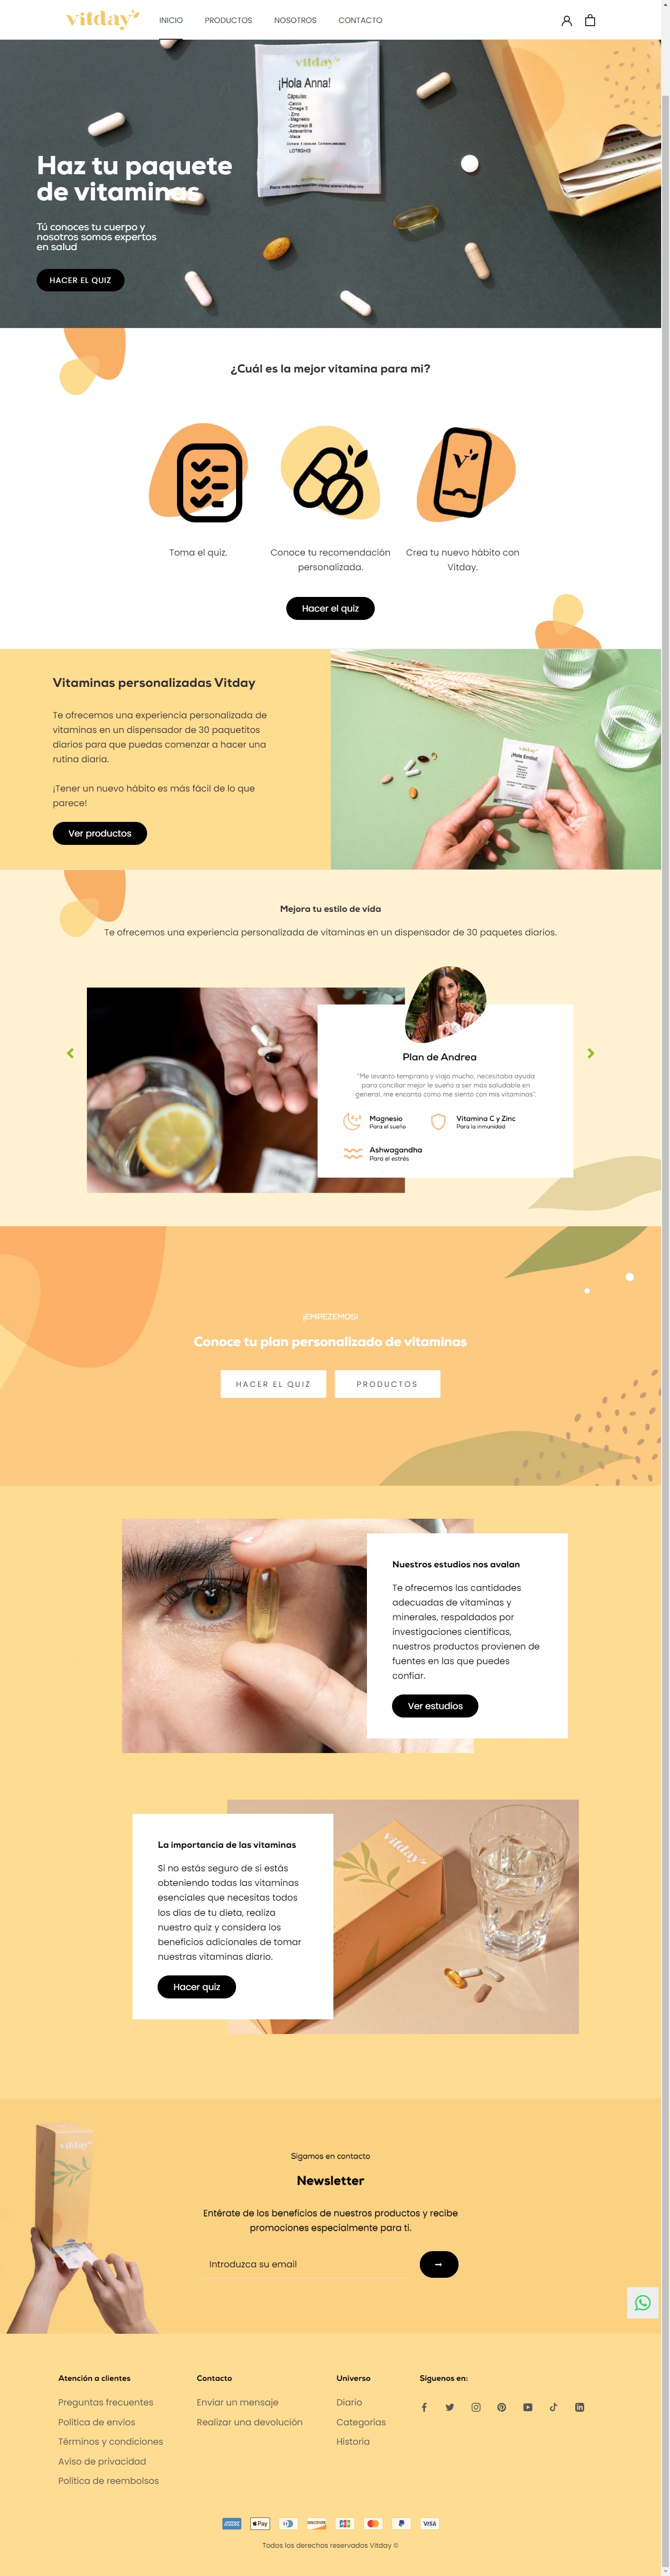 vitday
INICIO PRODUCTOS NOSOTROS CONTACTO
vitday
¡Hola Anna!
Cápsulas:
-Calcio
-Omega 3
-Zinc
-Magnesio
-Complejo B
-Astaxantina
-Maca
Haz tu paquete
de vitaminas
Tú conoces tu cuerpo y
nosotros somos expertos
en salud
HACER EL QUIZ
¿Cuál es la mejor vitamina para mi?
Toma el quiz.
Conoce tu recomendación
personalizada.
Crea tu nuevo hábito con
Vitday.
Hacer el quiz
Vitaminas personalizadas Vitday
Te ofrecemos una experiencia personalizada de
vitaminas en un dispensador de 30 paquetitos
diarios para que puedas comenzar a hacer una
rutina diaria.
¡Tener un nuevo hábito es más fácil de lo que
parece!
Ver productos
vitday
¡Hola Emilio!
Mejora tu estilo de vida
Te ofrecemos una experiencia personalizada de vitaminas en un dispensador de 30 paquetes diarios.
Plan de Andrea
"Me levanto temprano y viajo mucho, necesitaba ayuda
para conciliar mejor le sueño a ser más saludable en
general, me encanta como me siento con mis vitaminas".
Magnesio
Para el sueño
Vitamina C y Zinc
Para la inmunidad
Ashwagandha
Para el estrés
¡EMPEZEMOS!
Conoce tu plan personalizado de vitaminas
HACER EL QUIZ
PRODUCTOS
Nuestros estudios nos avalan
Te ofrecemos las cantidades
adecuadas de vitaminas y
minerales, respaldados por
investigaciones científicas,
nuestros productos provienen de
fuentes en las que puedes
confiar.
Ver estudios
La importancia de las vitaminas
Si no estás seguro de si estás
obteniendo todas las vitaminas
esenciales que necesitas todos
los días de tu dieta, realiza
nuestro quiz y considera los
beneficios adicionales de tomar
nuestras vitaminas diario.
Hacer quiz
vitday
vitday
Sigamos en contacto
Newsletter
Entérate de los beneficios de nuestros productos y recibe
promociones especialmente para ti.
Introduzca su email
Atención a clientes
Preguntas frecuentes
Política de envíos
Términos y condiciones
Aviso de privacidad
Política de reembolsos
Contacto
Enviar un mensaje
Realizar una devolución
Universo
Diario
Categorías
Historia
Síguenos en:
Pay
DISCOVER
JCB
VISA
Todos los derechos reservados Vitday ©